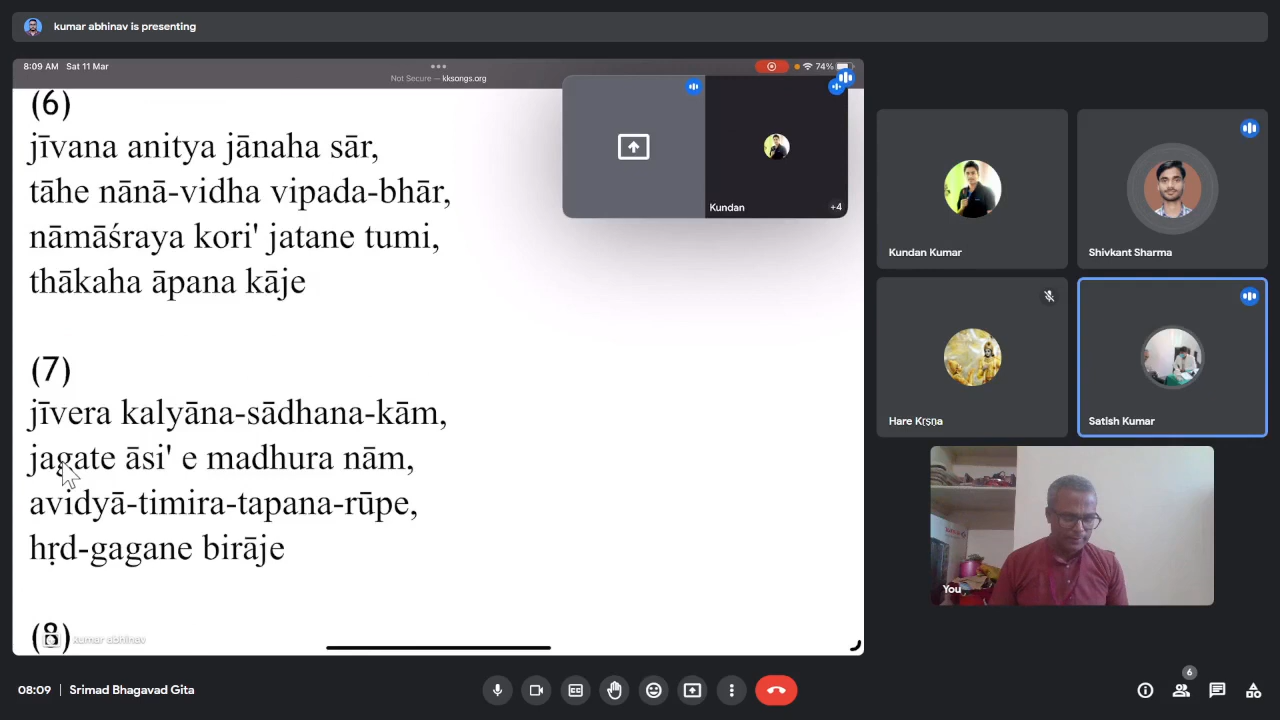 kumar abhinav is presenting
8:09 AM Sat 11 Mar
74%
Not Secure — kksongs.org
(6)
jīvana anitya jānaha sār,
tāhe nānā-vidha vipada-bhār,
nāmāśraya kori' jatane tumi,
thākaha āpana kāje
(7)
jīvera kalyāna-sādhana-kām,
jagate āsi' e madhura nām,
avidyā-timira-tapana-rūpe,
hṛd-gagane birāje
(8)
kumar abhinav
Kundan
+4
Kundan Kumar
Shivkant Sharma
Hare Kṛṣṇa
Satish Kumar
You
08:09 | Srimad Bhagavad Gita
6